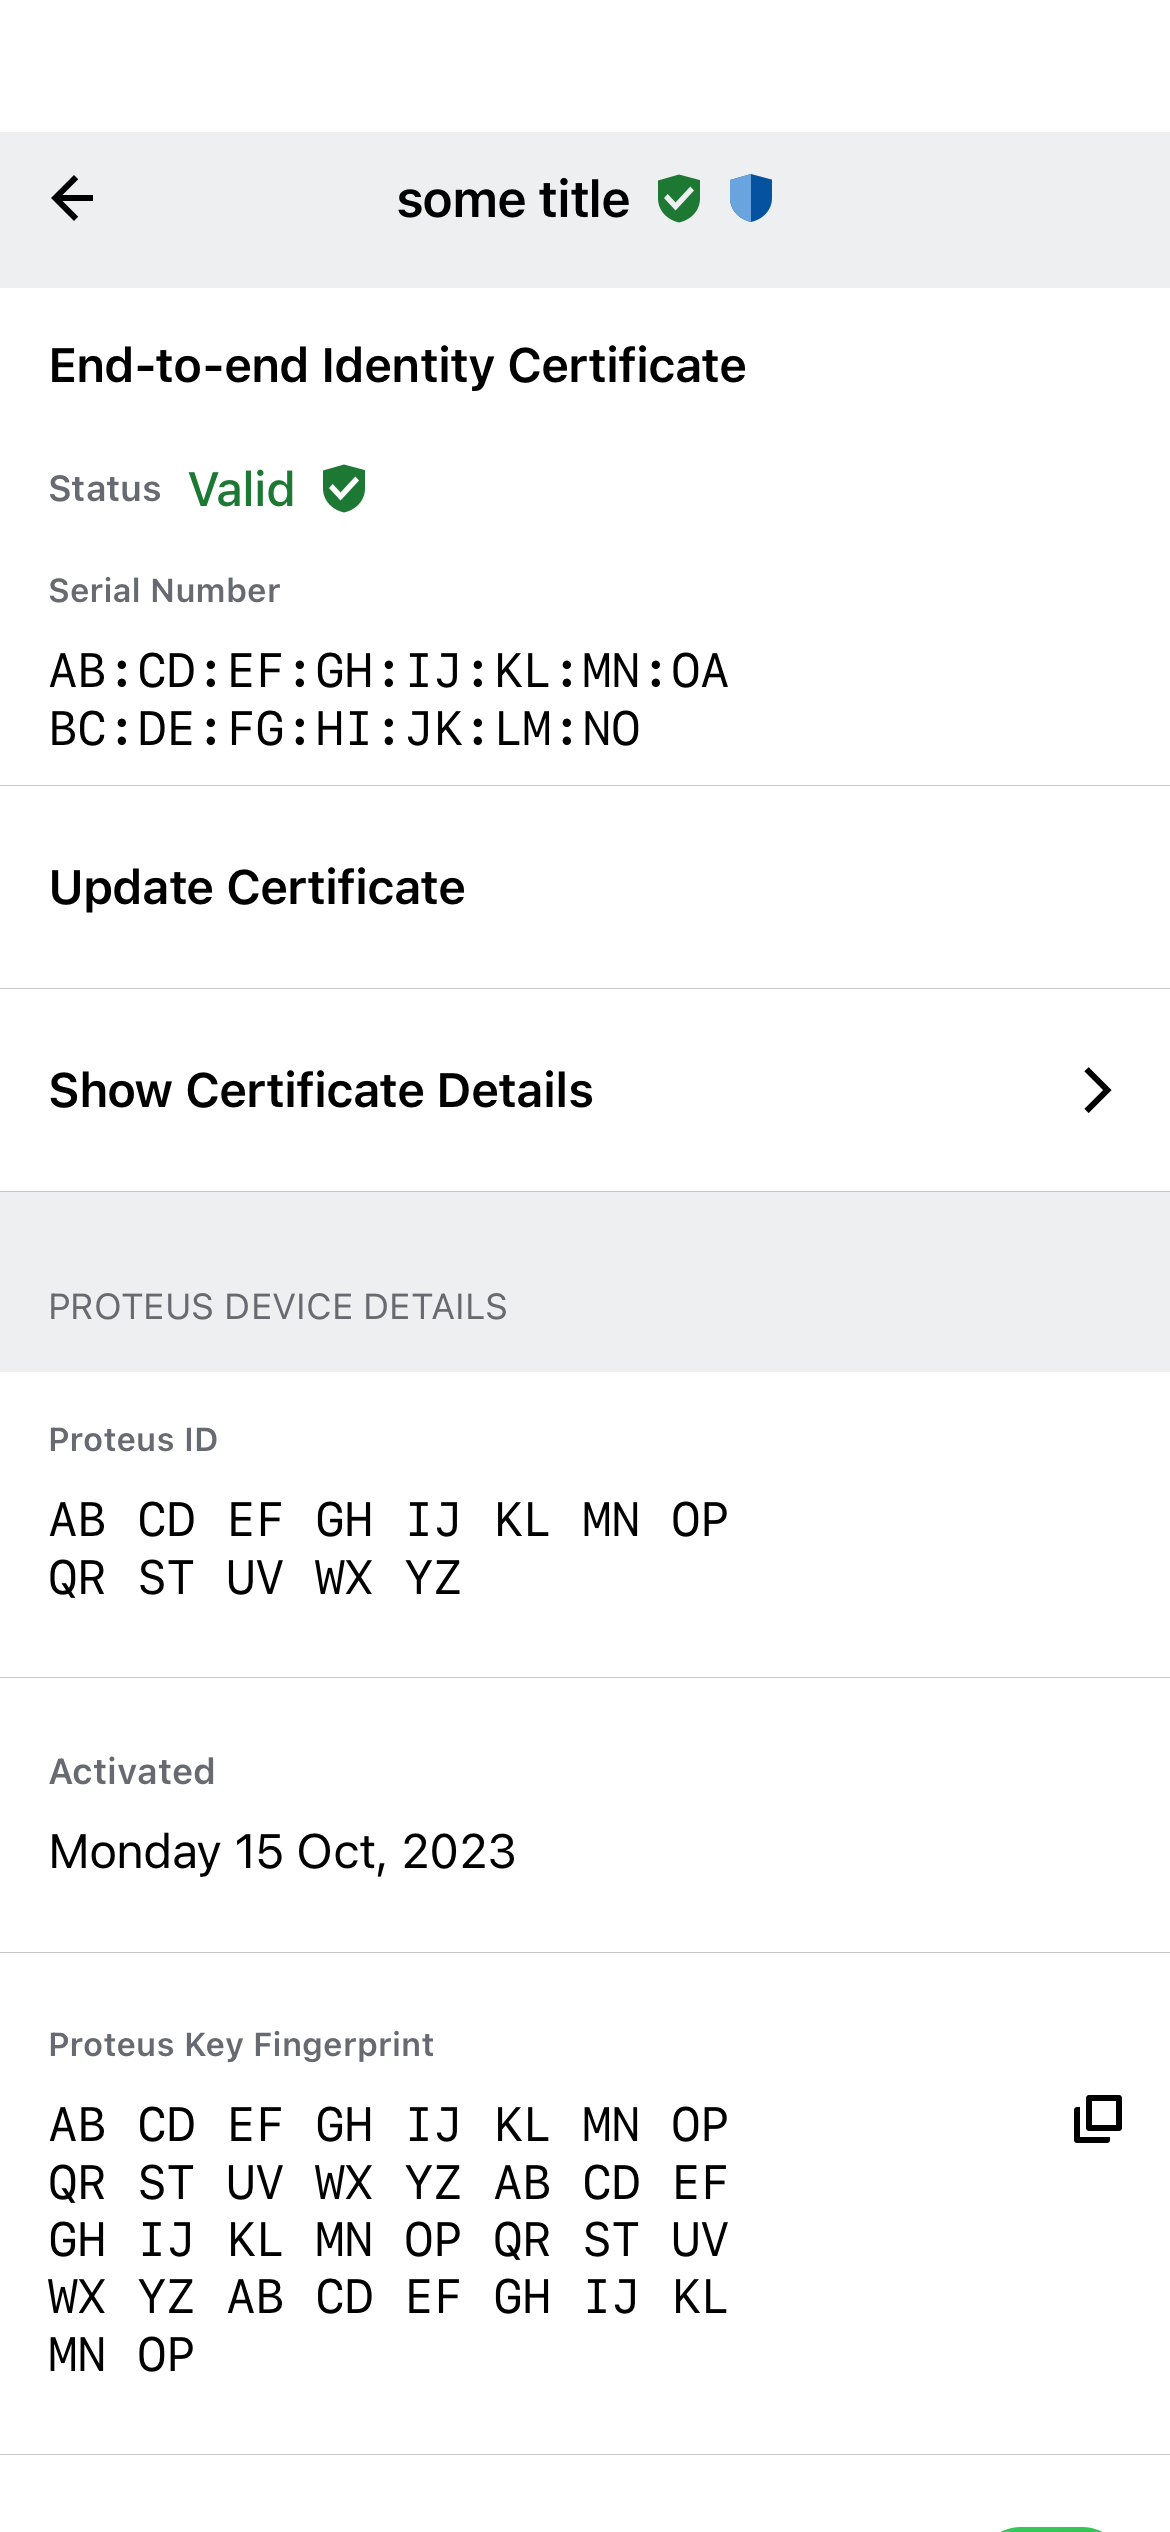 some title
End-to-end Identity Certificate
Status Valid
Serial Number
AB:CD:EF:GH:IJ:KL:MN:OA
BC:DE:FG:HI:JK:LM:NO
Update Certificate
Show Certificate Details
PROTEUS DEVICE DETAILS
Proteus ID
AB CD EF GH IJ KL MN OP
QR ST UV WX YZ
Activated
Monday 15 Oct, 2023
Proteus Key Fingerprint
AB CD EF GH IJ KL MN OP
QR ST UV WX YZ AB CD EF
GH IJ KL MN OP QR ST UV
WX YZ AB CD EF GH IJ KL
MN OP